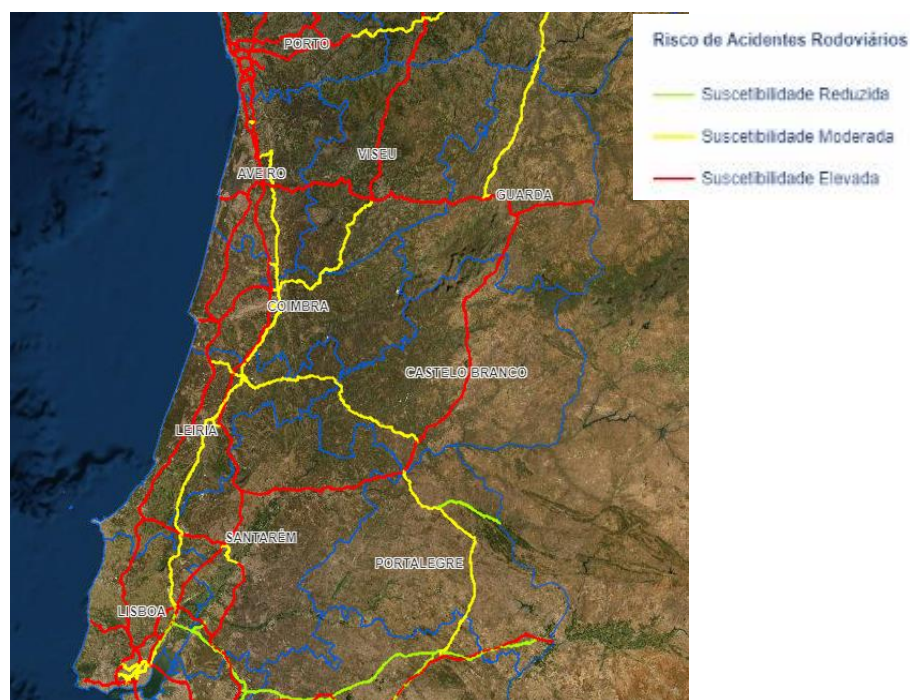 PORTO
VISEU
AVEIRO
GUARDA
COIMBRA
CASTELO BRANCO
LEIRIA
SANTARÉM
PORTALEGRE
LISBOA
Risco de Acidentes Rodoviários
Suscetibilidade Reduzida
Suscetibilidade Moderada
Suscetibilidade Elevada